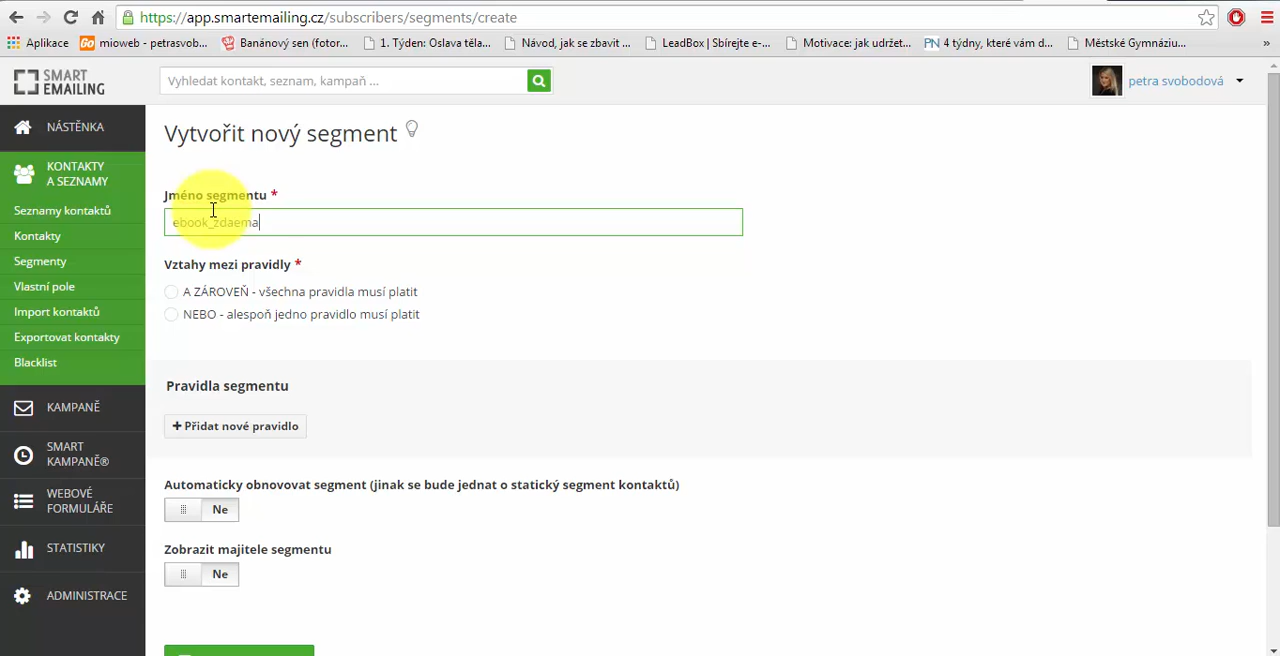 https://app.smartemailing.cz/subscribers/segments/create
Aplikace
mioweb - petrasvob...
Banánový sen (fotor...
1. Týden: Oslava těla...
Návod, jak se zbavit ...
LeadBox | Sbírejte e-...
Motivace: jak udržet...
PN 4 týdny, které vám d...
Městské Gymnáziu...
»
SMART
EMAILING
Vyhledat kontakt, seznam, kampaň ...
petra svobodová
NÁSTĚNKA
KONTAKTY
A SEZNAMY
Seznamy kontaktů
Kontakty
Segmenty
Vlastní pole
Import kontaktů
Exportovat kontakty
Blacklist
KAMPANĚ
SMART
KAMPANĚ®
WEBOVÉ
FORMULÁŘE
STATISTIKY
ADMINISTRACE
Vytvořit nový segment
Jméno segmentu *
ebook_zdaema
Vztahy mezi pravidly *
A ZÁROVEŇ - všechna pravidla musí platit
NEBO - alespoň jedno pravidlo musí platit
Pravidla segmentu
+ Přidat nové pravidlo
Automaticky obnovovat segment (jinak se bude jednat o statický segment kontaktů)
Ne
Zobrazit majitele segmentu
Ne